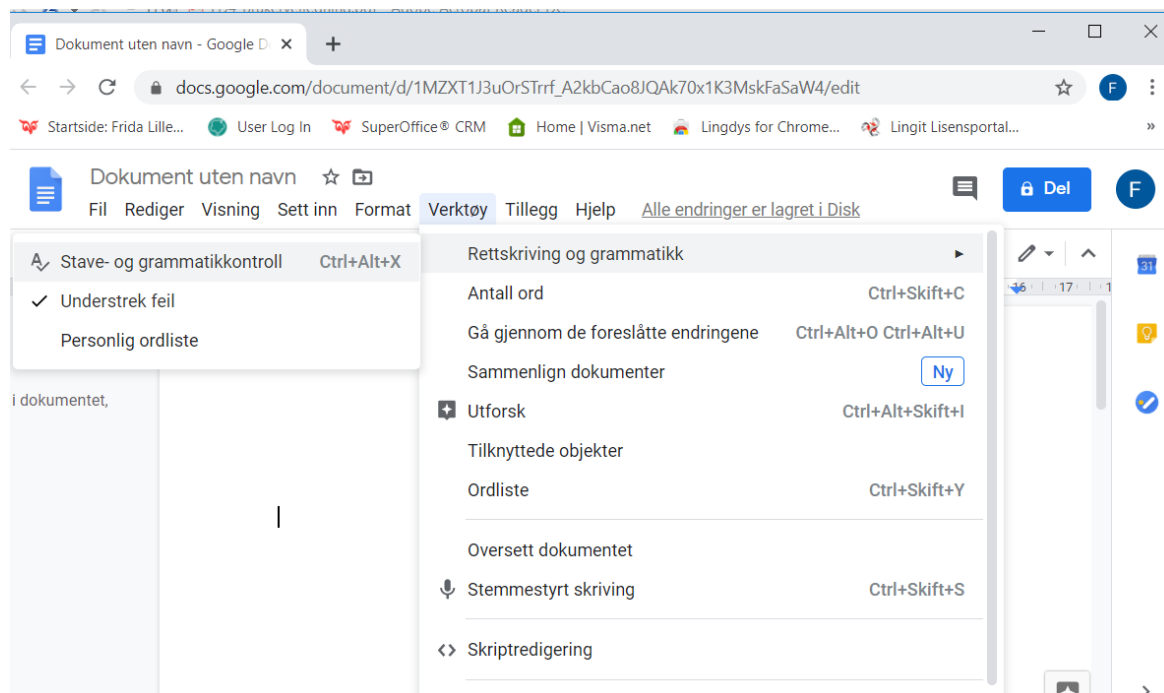 Dokument uten navn - Google D
docs.google.com/document/d/1MZXT1J3uOrSTrrf_A2kbCao8JQAk70x1K3MskFaSaW4/edit
F
Startside: Frida Lille... User Log In SuperOffice® CRM Home | Visma.net Lingdys for Chrome... Lingit Lisensportal...
Dokument uten navn
Fil Rediger Visning Sett inn Format Verktøy Tillegg Hjelp Alle endringer er lagret i Disk
Del
F
Stave- og grammatikkontroll Ctrl+Alt+X
Understrek feil
Personlig ordliste
i dokumentet,
Rettskriving og grammatikk
Antall ord Ctrl+Skift+C
Gå gjennom de foreslåtte endringene Ctrl+Alt+O Ctrl+Alt+U
Sammenlign dokumenter Ny
Utforsk Ctrl+Alt+Skift+I
Tilknyttede objekter
Ordliste Ctrl+Skift+Y
Oversett dokumentet
Stemmestyrt skriving Ctrl+Skift+S
Skriptredigering
16 17
31